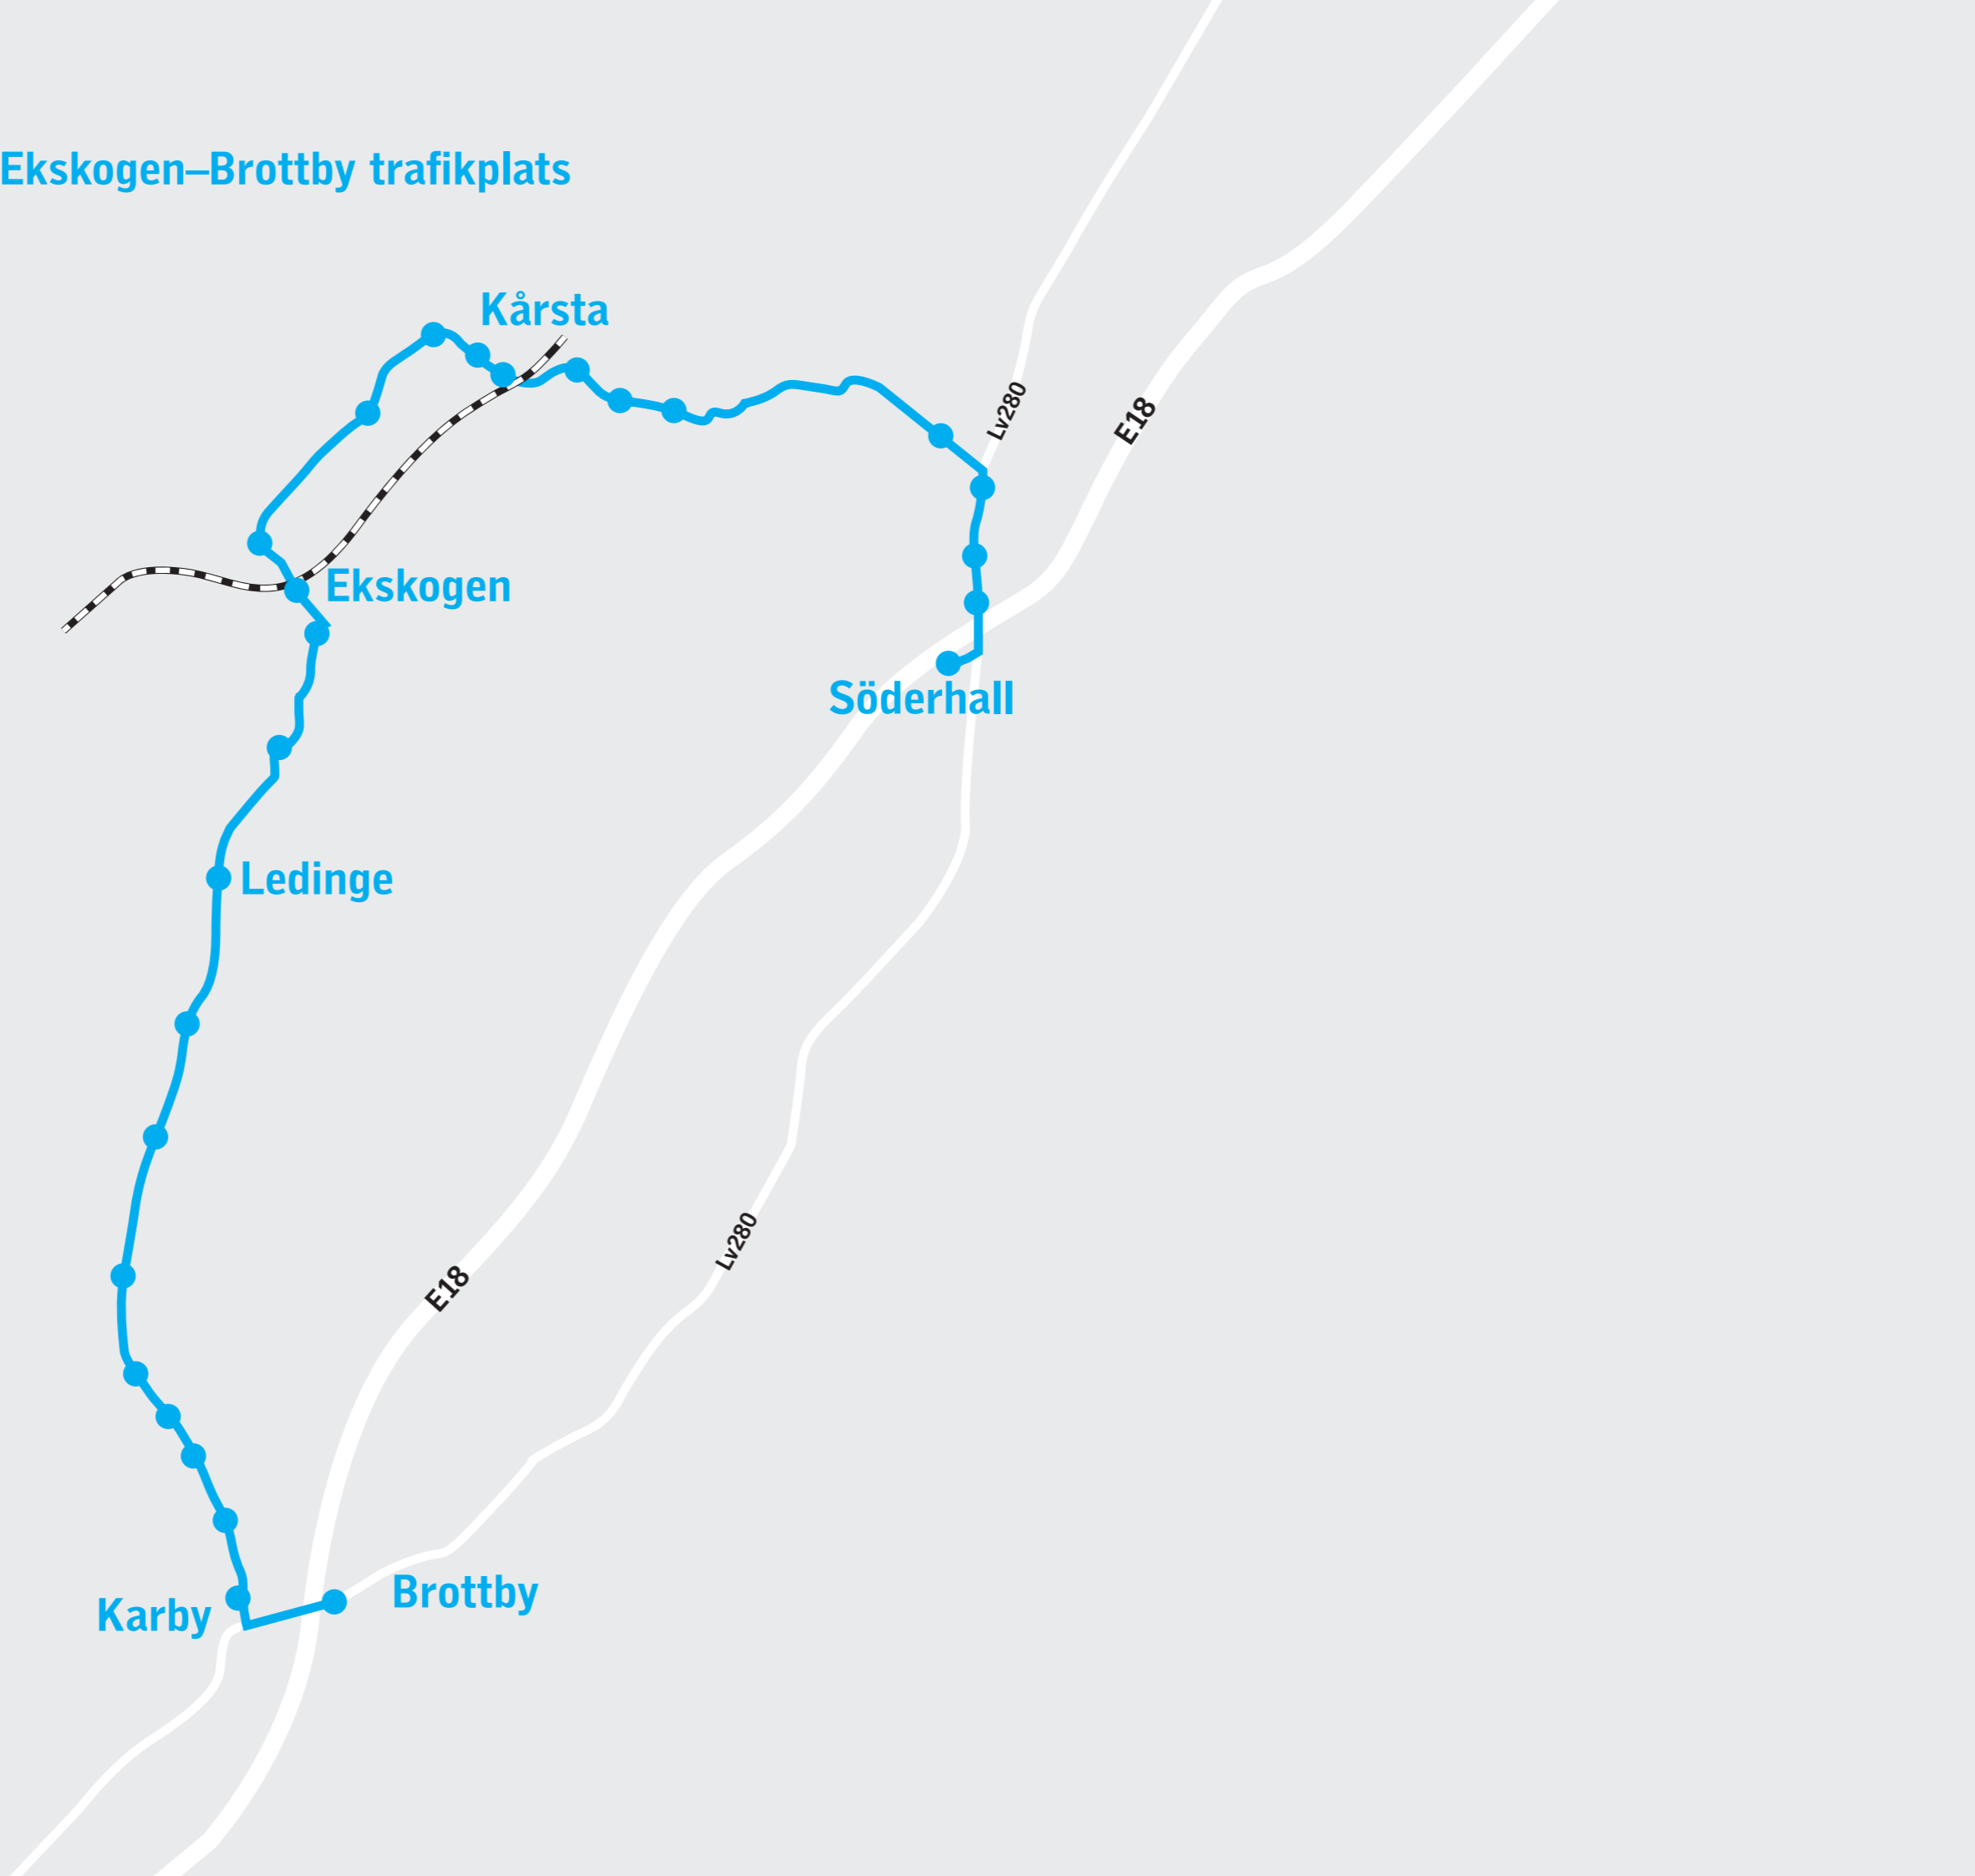 Ekskogen–Brottby trafikplats
Kårsta
Lv280
E18
Ekskogen
Söderhall
Ledinge
Lv280
E18
Brottby
Karby